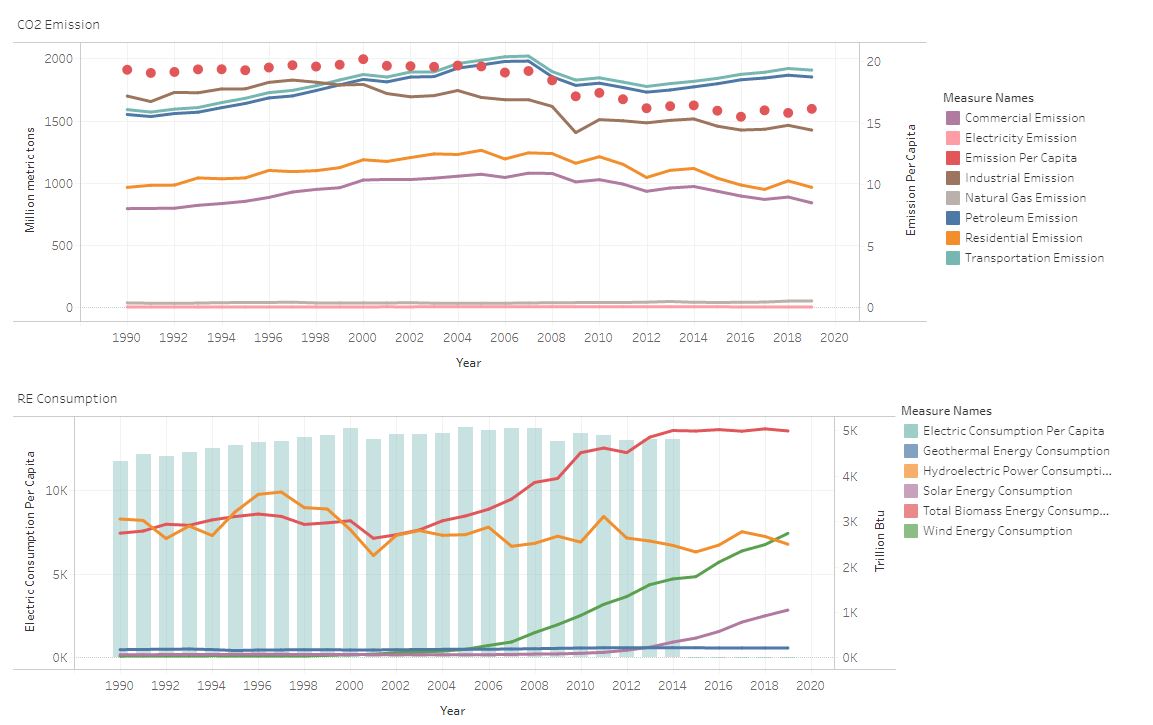 CO2 Emission
2000
1500
1000
500
0
Million metric tons
20
15
10
5
0
Emission Per Capita
1990 1992 1994 1996 1998 2000 2002 2004 2006 2008 2010 2012 2014 2016 2018 2020
Year
Measure Names
Commercial Emission
Electricity Emission
Emission Per Capita
Industrial Emission
Natural Gas Emission
Petroleum Emission
Residential Emission
Transportation Emission
RE Consumption
10K
5K
0K
Electric Consumption Per Capita
5K
4K
3K
2K
1K
0K
Trillion Btu
1990 1992 1994 1996 1998 2000 2002 2004 2006 2008 2010 2012 2014 2016 2018 2020
Year
Measure Names
Electric Consumption Per Capita
Geothermal Energy Consumption
Hydroelectric Power Consumpti...
Solar Energy Consumption
Total Biomass Energy Consump...
Wind Energy Consumption